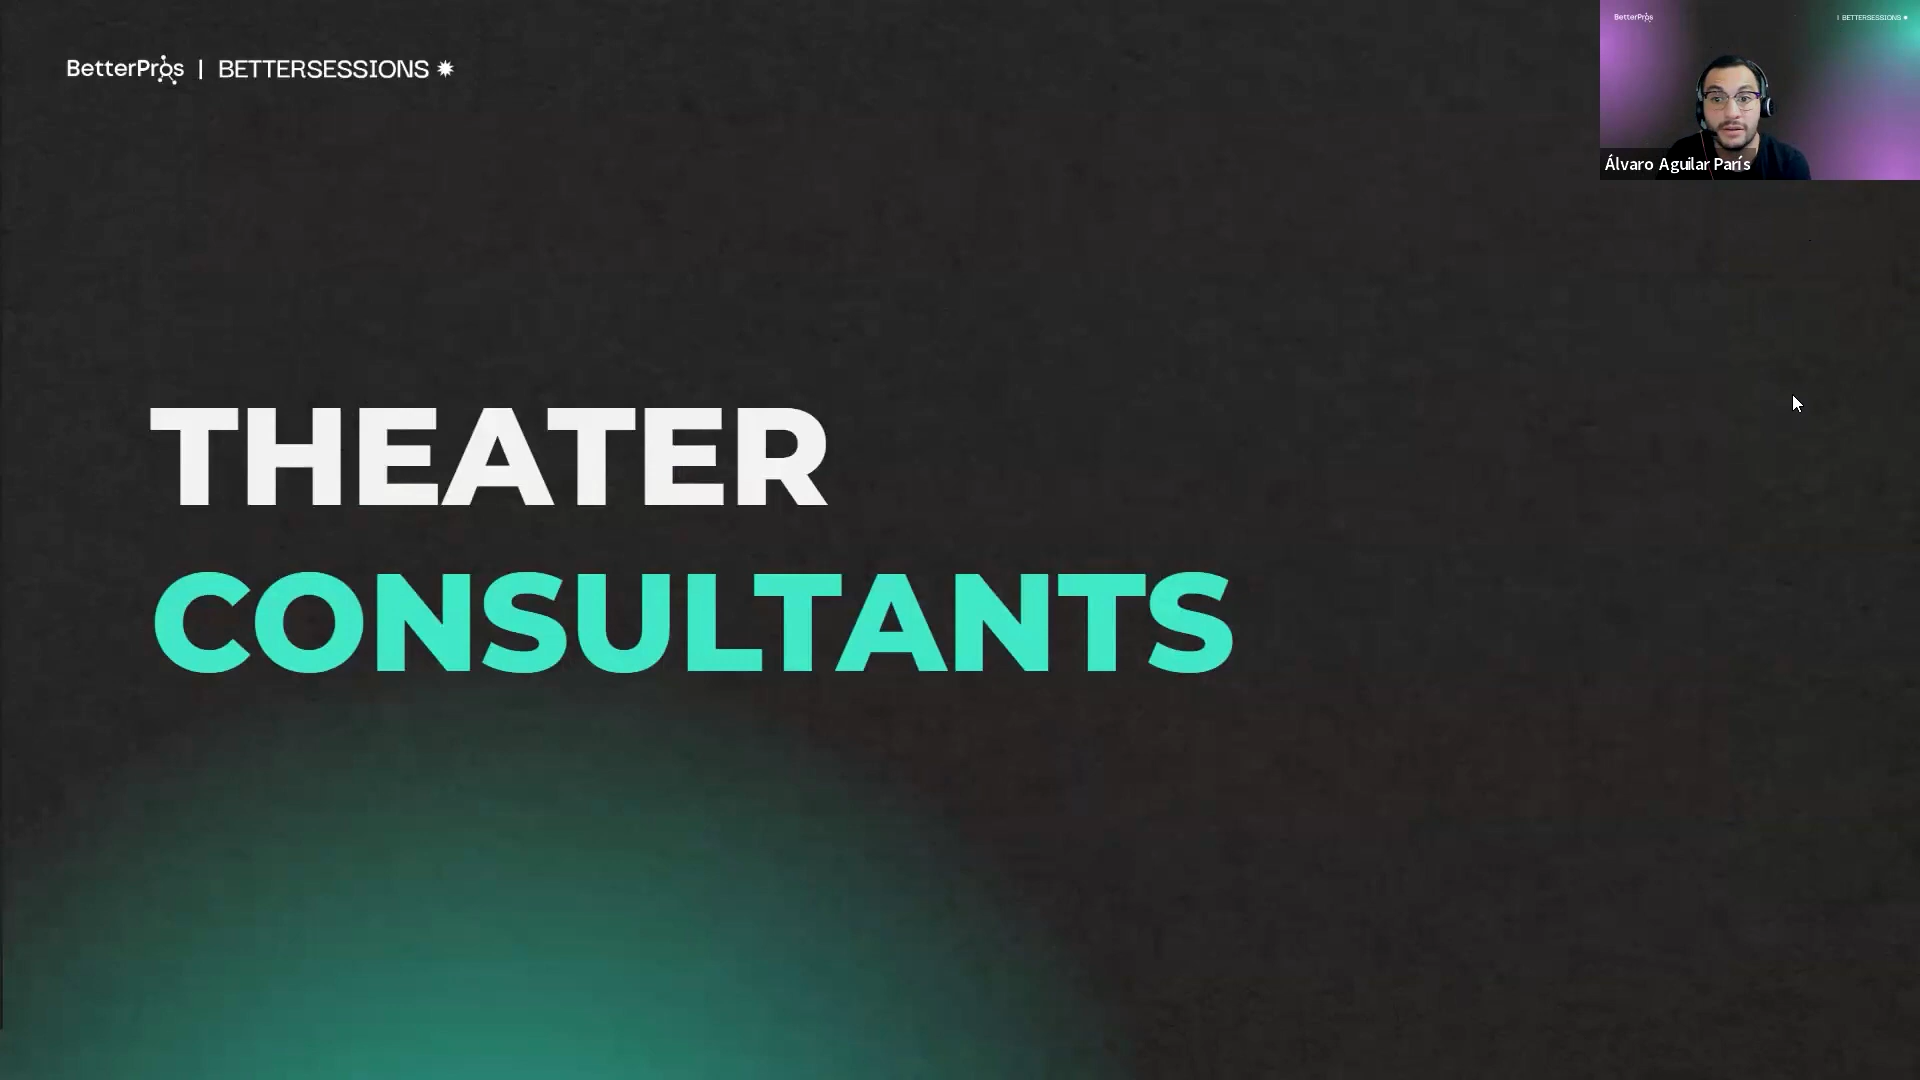 BetterPros | BETTERSESSIONS
BetterPros | BETTERSESSIONS
Álvaro Aguilar París
THEATER
CONSULTANTS